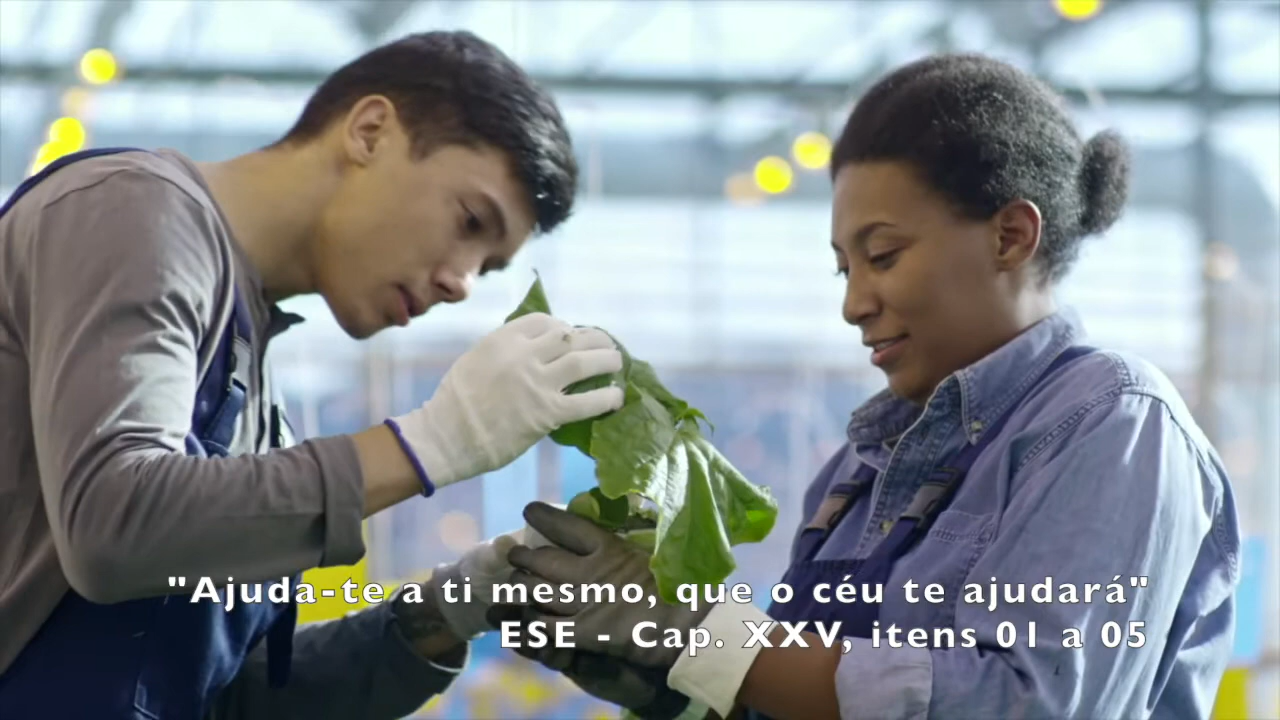 "Ajuda-te a ti mesmo, que o céu te ajudará"
ESE - Cap. XXV, itens 01 a 05